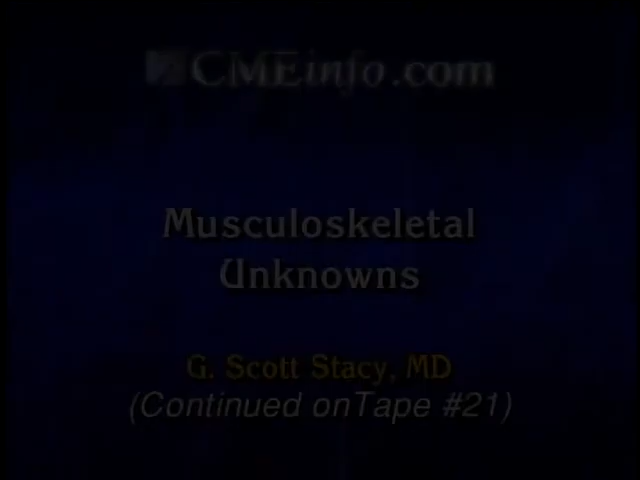 CMEinfo.com
Musculoskeletal
Unknowns
G. Scott Stacy, MD
(Continued onTape #21)